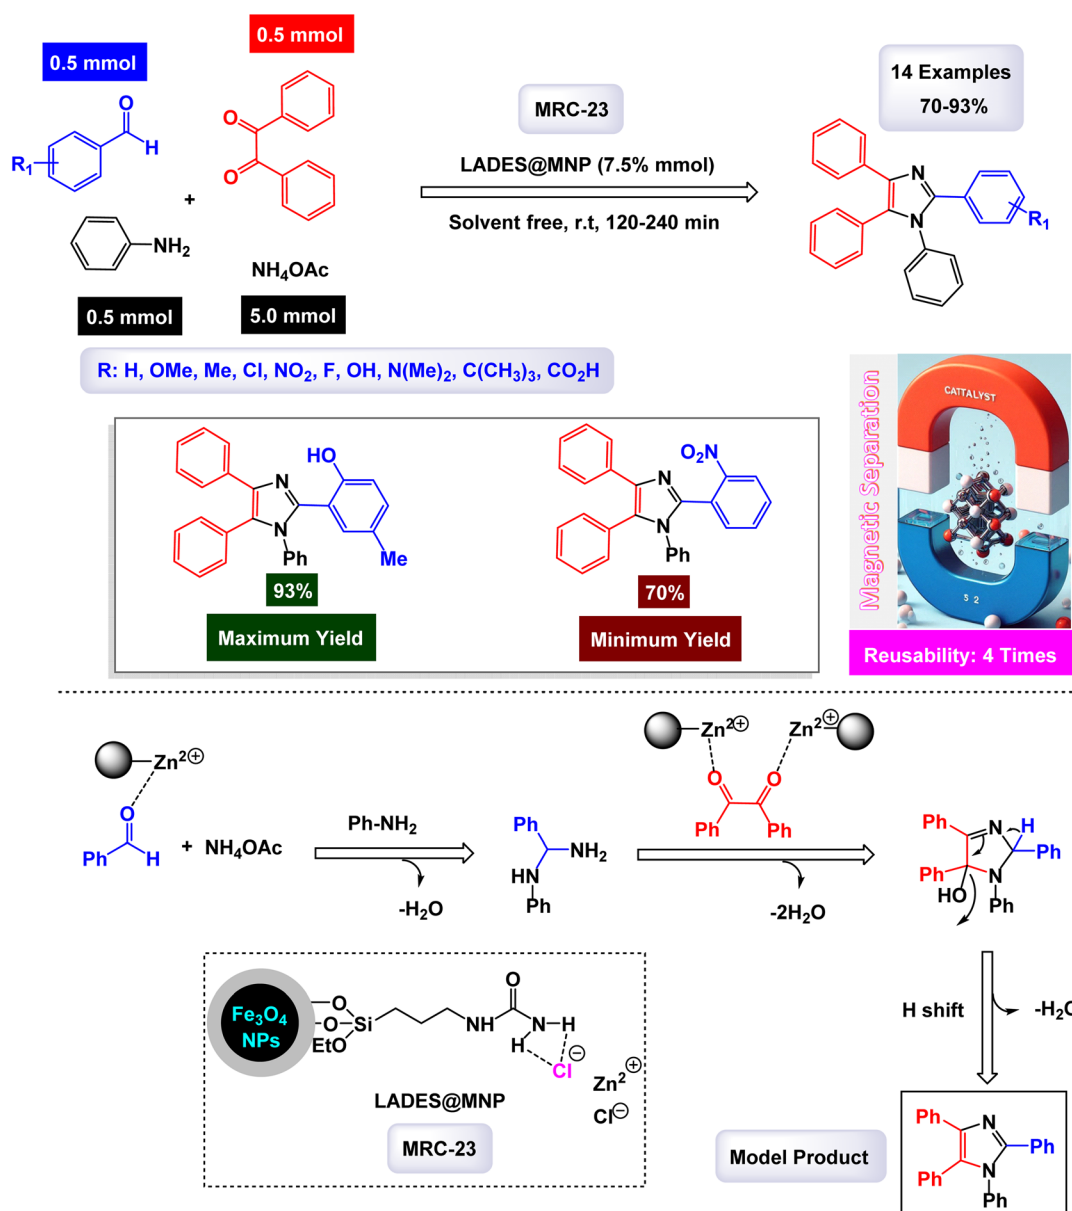 0.5 mmol
0.5 mmol
O
H
R₁
+
NH₂
0.5 mmol
O
O
NH₄OAc
5.0 mmol
MRC-23
LADES@MNP (7.5% mmol)
Solvent free, r.t, 120-240 min
14 Examples
70-93%
N
N
R₁
R: H, OMe, Me, Cl, NO₂, F, OH, N(Me)₂, C(CH₃)₃, CO₂H
HO
N
N
Ph
Me
93%
Maximum Yield
O₂N
N
N
Ph
70%
Minimum Yield
Magnetic Separation
CATTALYST
5 2
Reusability: 4 Times
Zn²⊕
O
Ph
H
+ NH₄OAc
Ph-NH₂
-H₂O
Ph
NH₂
HN
Ph
Zn²⊕
Zn²⊕
O
O
Ph
Ph
-2H₂O
Ph
N
H
Ph
Ph
N
HO
Ph
H shift
-H₂O
Fe₃O₄
NPs
O
O
Si
EtO
NH
O
N
H
H
Cl⊖
LADES@MNP
MRC-23
Zn²⊕
Cl⊖
Model Product
Ph
N
Ph
Ph
N
Ph